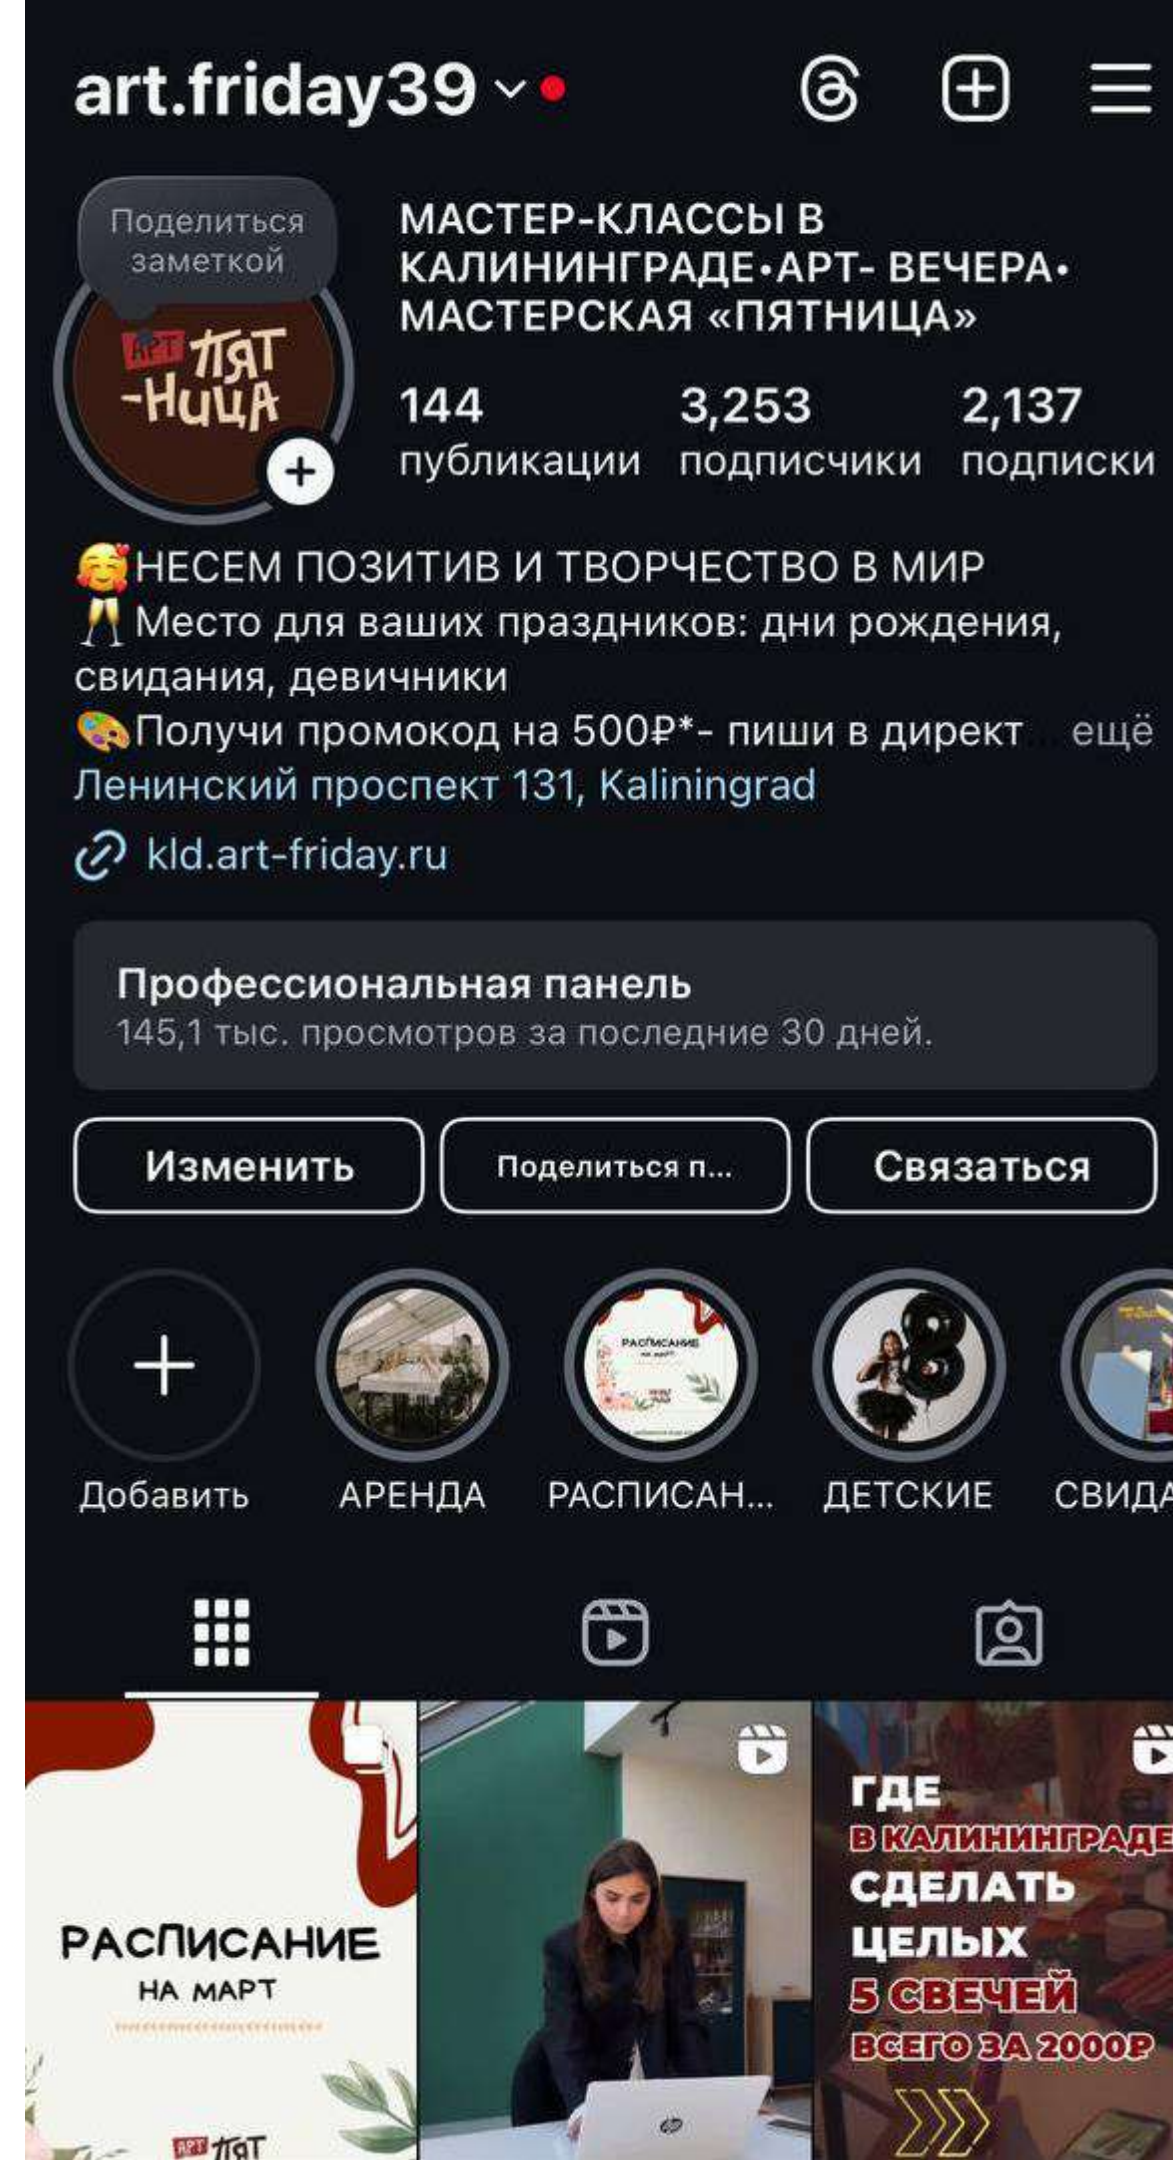 art.friday39
Поделиться
заметкой
АРТ ПЯТ
-НИЦА
МАСТЕР-КЛАССЫ В
КАЛИНИНГРАДЕ•АРТ- ВЕЧЕРА•
МАСТЕРСКАЯ «ПЯТНИЦА»
144 3,253 2,137
публикации подписчики подписки
🥰НЕСЕМ ПОЗИТИВ И ТВОРЧЕСТВО В МИР
🥂Место для ваших праздников: дни рождения,
свидания, девичники
🎨Получи промокод на 500₽*- пиши в директ... ещё
Ленинский проспект 131, Kaliningrad
kld.art-friday.ru
Профессиональная панель
145,1 тыс. просмотров за последние 30 дней.
Изменить Поделиться п... Связаться
РАСПИСАНИЕ
НА МАРТ
Добавить АРЕНДА РАСПИСАН... ДЕТСКИЕ СВИДА
РАСПИСАНИЕ
НА МАРТ
АРТ ПЯТ
hp
ГДЕ
В КАЛИНИНГРАДЕ
СДЕЛАТЬ
ЦЕЛЫХ
5 СВЕЧЕЙ
ВСЕГО ЗА 2000₽